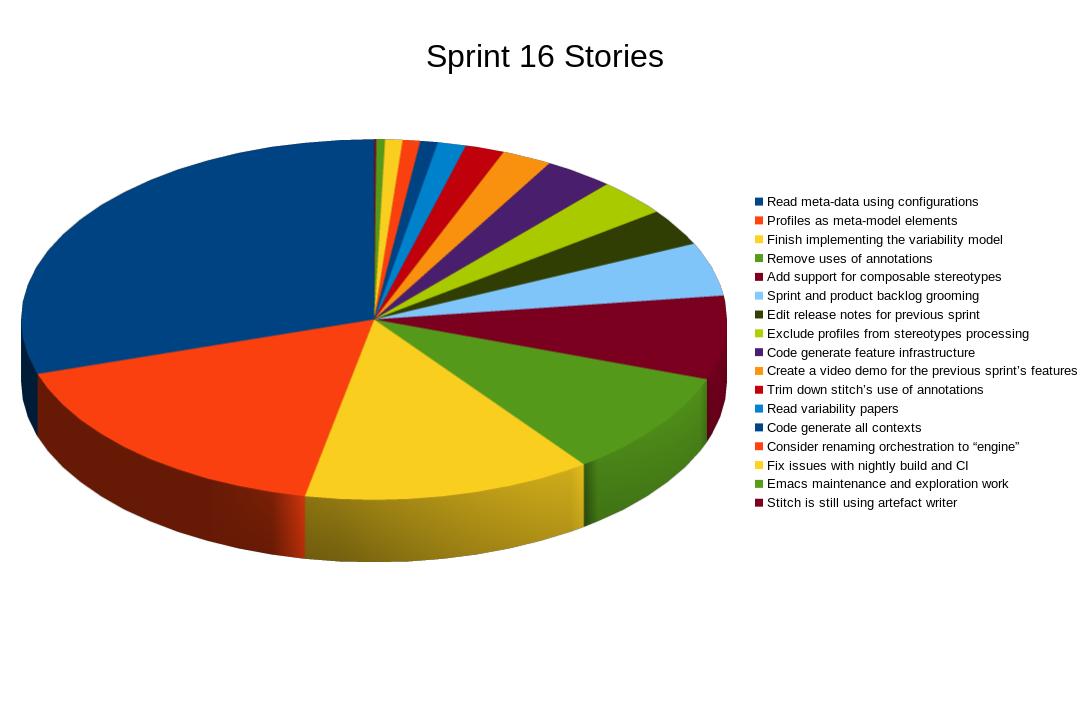 Sprint 16 Stories
Read meta-data using configurations
Profiles as meta-model elements
Finish implementing the variability model
Remove uses of annotations
Add support for composable stereotypes
Sprint and product backlog grooming
Edit release notes for previous sprint
Exclude profiles from stereotypes processing
Code generate feature infrastructure
Create a video demo for the previous sprint’s features
Trim down stitch’s use of annotations
Read variability papers
Code generate all contexts
Consider renaming orchestration to “engine”
Fix issues with nightly build and CI
Emacs maintenance and exploration work
Stitch is still using artefact writer